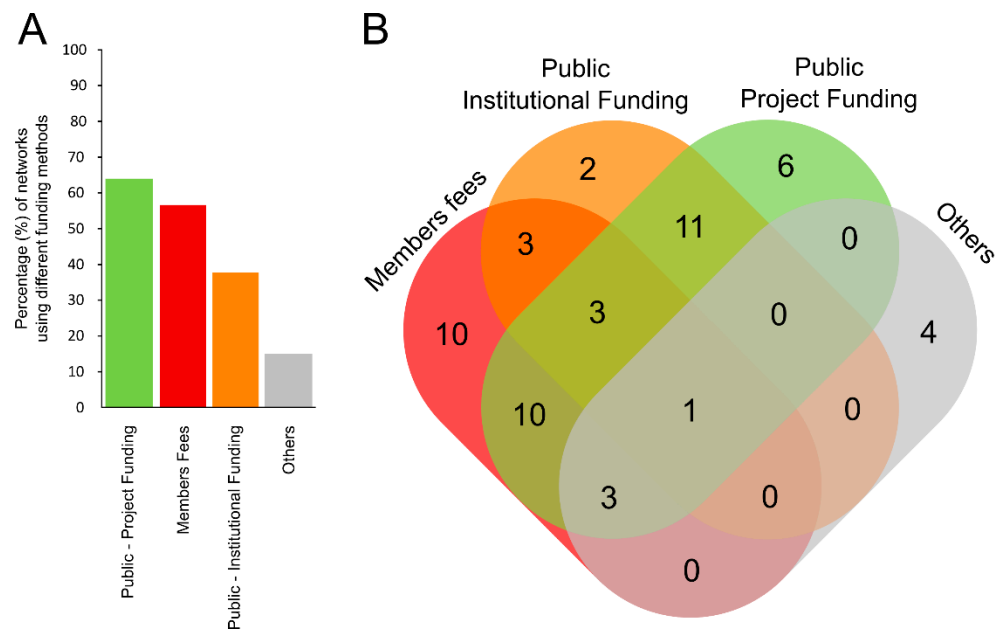 A
Percentage (%) of networks
using different funding methods
100
90
80
70
60
50
40
30
20
10
0
Public - Project Funding
Members Fees
Public - Institutional Funding
Others
B
Public
Institutional Funding
Public
Project Funding
Members fees
Others
2
6
3
11
0
10
3
0
4
10
1
0
3
0
0